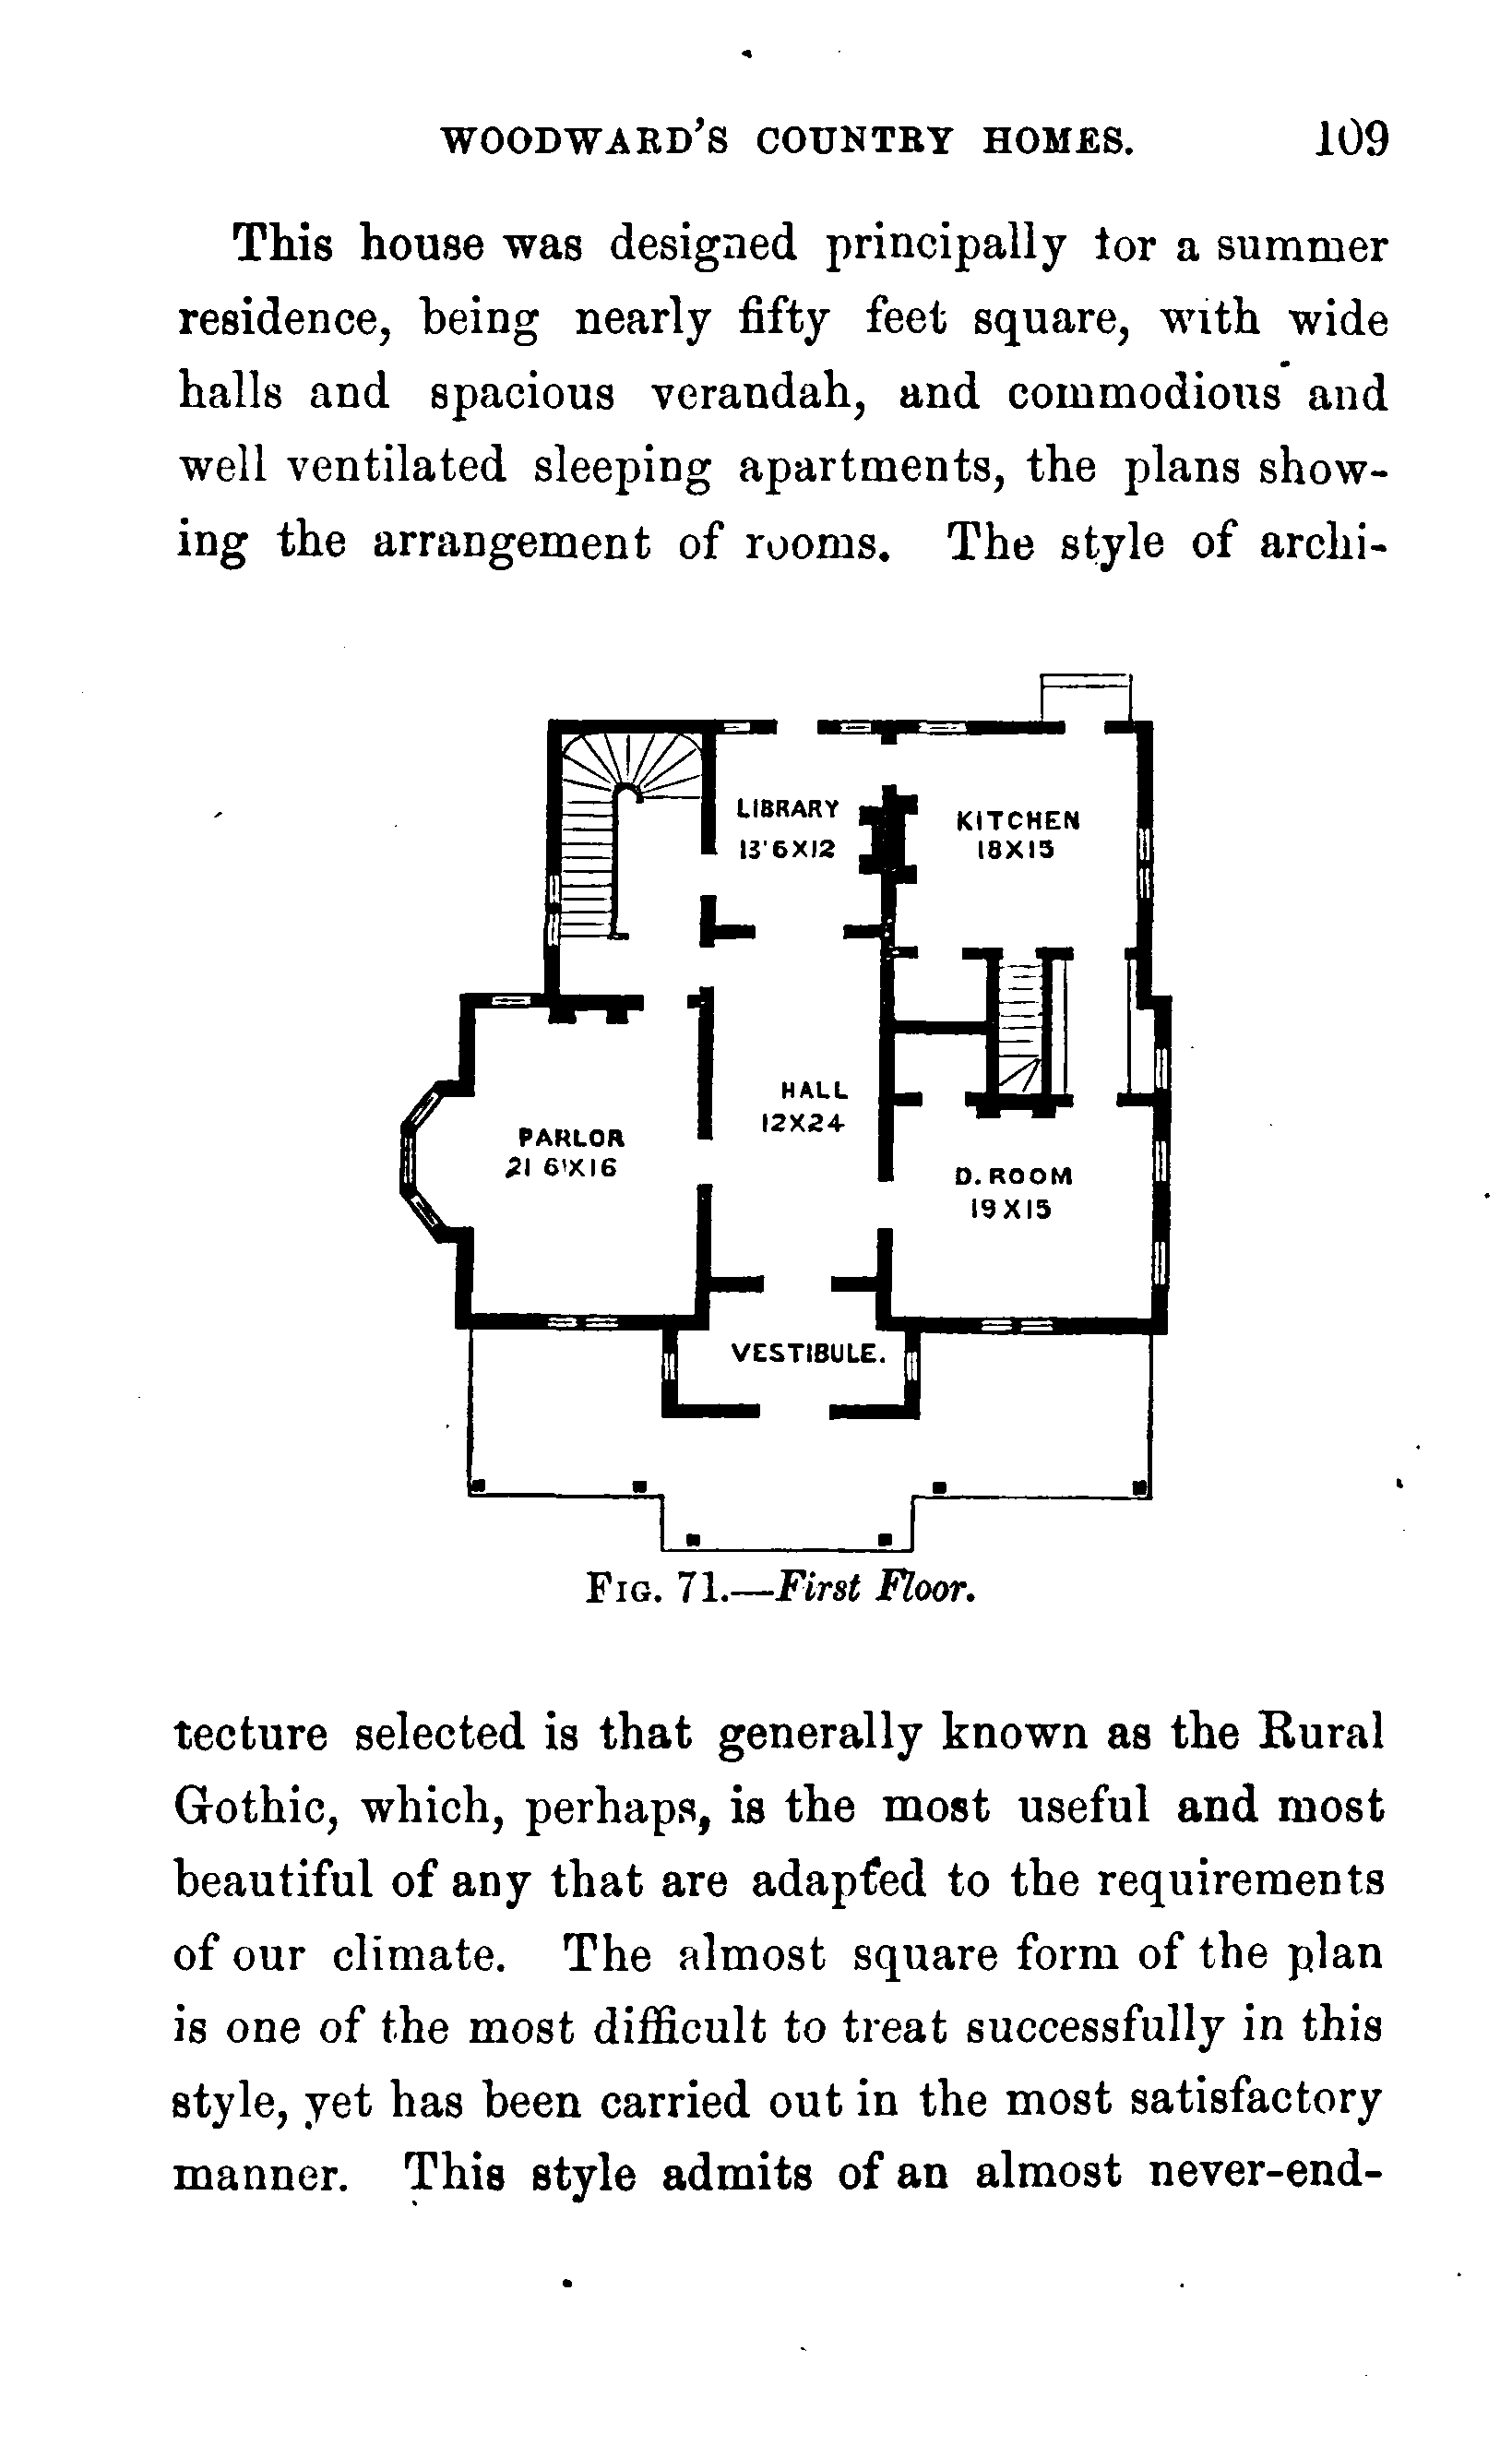 WOODWARD'S COUNTRY HOMES. 109
This house was designed principally for a summer
residence, being nearly fifty feet square, with wide
halls and spacious verandah, and commodious and
well ventilated sleeping apartments, the plans show-
ing the arrangement of rooms. The style of archi-
LIBRARY
13'6X12
KITCHEN
18X15
HALL
12X24
PARLOR
21 6'X16
D. ROOM
19X15
VESTIBULE.
FIG. 71.—First Floor.
tecture selected is that generally known as the Rural
Gothic, which, perhaps, is the most useful and most
beautiful of any that are adapted to the requirements
of our climate. The almost square form of the plan
is one of the most difficult to treat successfully in this
style, yet has been carried out in the most satisfactory
manner. This style admits of an almost never-end-